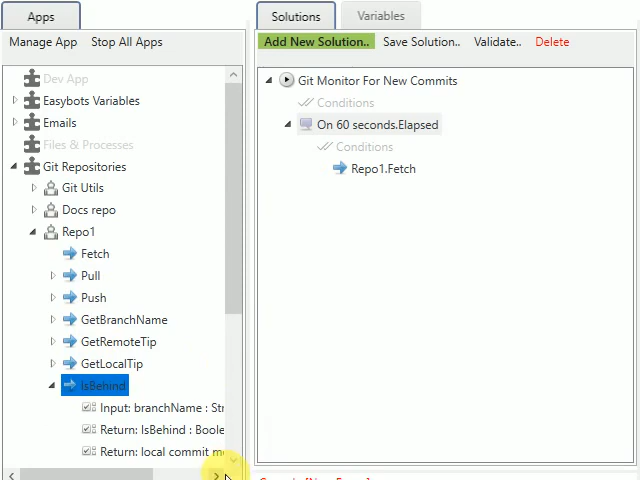 Apps
Solutions
Variables
Manage App
Stop All Apps
Add New Solution..
Save Solution..
Validate..
Delete
Dev App
Easybots Variables
Emails
Files & Processes
Git Repositories
Git Utils
Docs repo
Repo1
Fetch
Pull
Push
GetBranchName
GetRemoteTip
GetLocalTip
IsBehind
Input: branchName : Str
Return: IsBehind : Boole
Return: local commit m
Git Monitor For New Commits
Conditions
On 60 seconds.Elapsed
Conditions
Repo1.Fetch